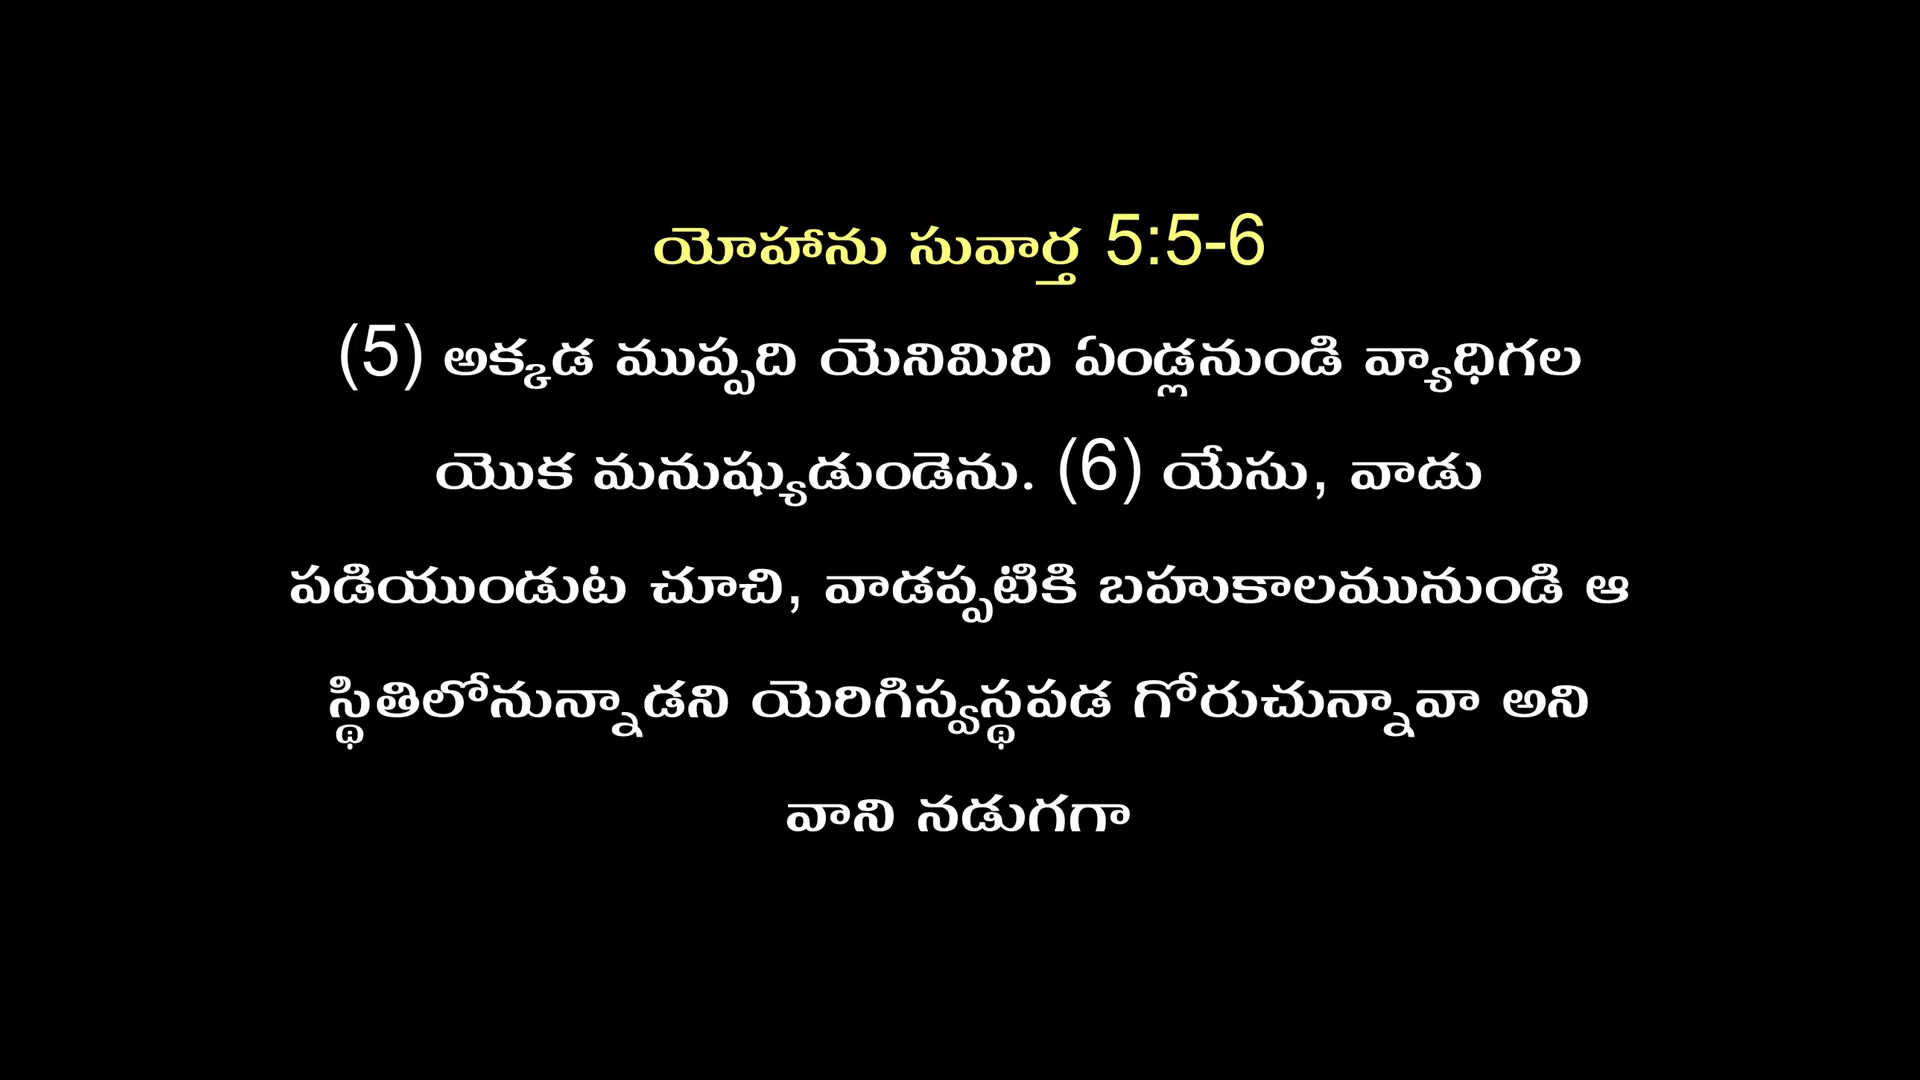 యోహాను సువార్త 5:5-6
(5) అక్కడ ముప్పది యెనిమిది ఏండ్లనుండి వ్యాధిగల
యొక మనుష్యుడుండెను. (6) యేసు, వాడు
పడియుండుట చూచి, వాడప్పటికి బహుకాలమునుండి ఆ
స్థితిలోనున్నాడని యెరిగిస్వస్థపడ గోరుచున్నావా అని
వాని నడుగగా